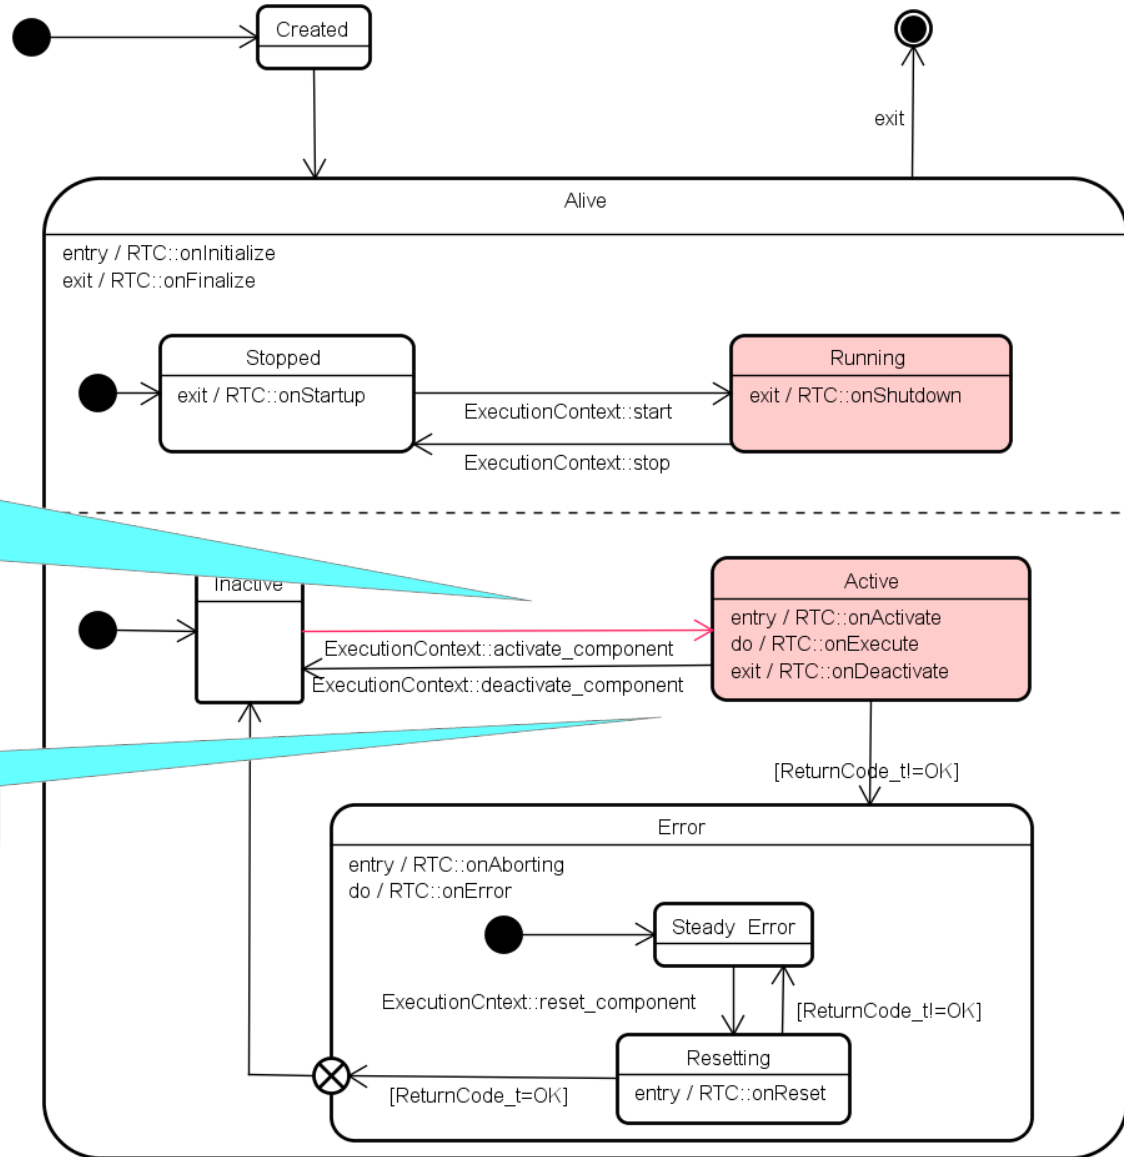 Created
exit
Alive
entry / RTC::onInitialize
exit / RTC::onFinalize
Stopped
exit / RTC::onStartup
Running
exit / RTC::onShutdown
ExecutionContext::start
ExecutionContext::stop
Inactive
Active
entry / RTC::onActivate
do / RTC::onExecute
exit / RTC::onDeactivate
ExecutionContext::activate_component
ExecutionContext::deactivate_component
[ReturnCode_t!=OK]
Error
entry / RTC::onAborting
do / RTC::onError
Steady Error
ExecutionCntext::reset_component
[ReturnCode_t!=OK]
Resetting
entry / RTC::onReset
[ReturnCode_t=OK]